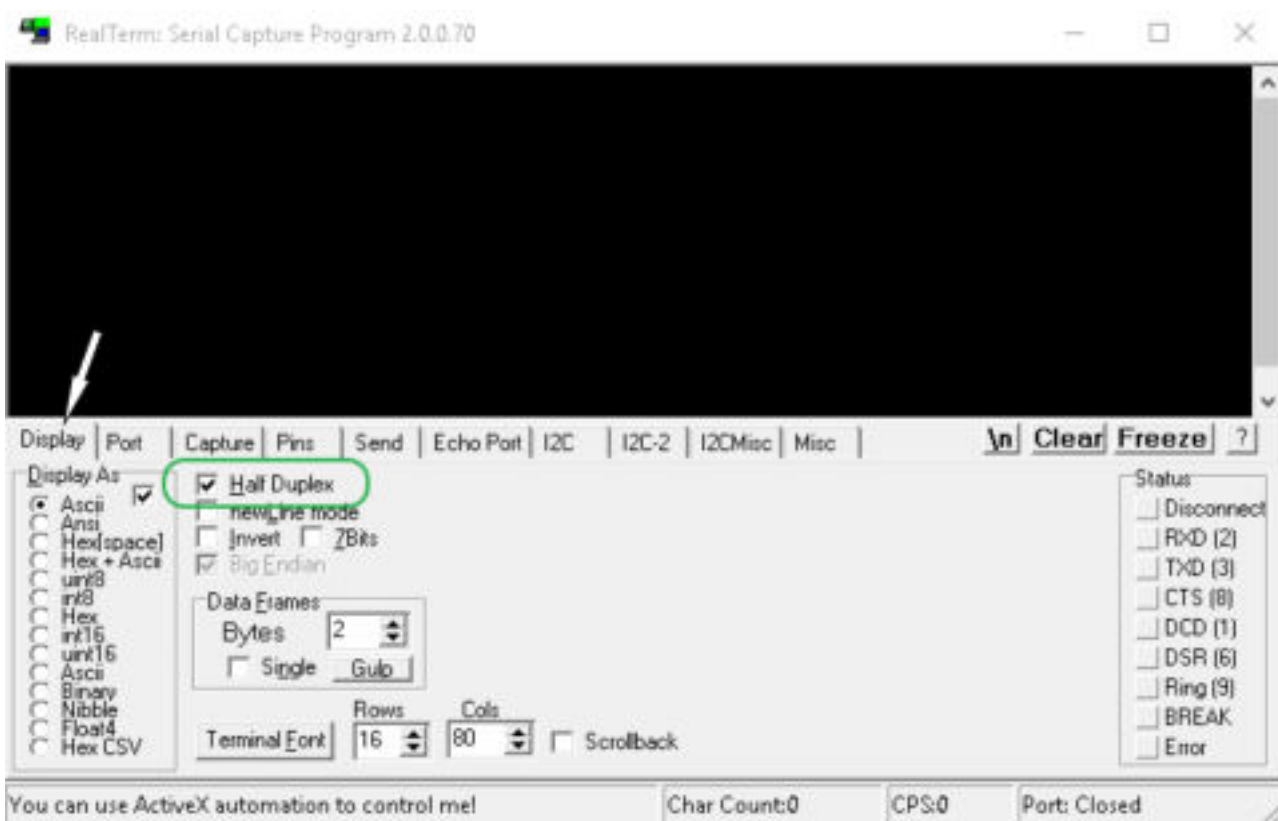 RealTerm: Serial Capture Program 2.0.0.70
Display Port Capture Pins Send Echo Port I2C I2C-2 I2CMisc Misc \n Clear Freeze ?
Display As
Ascii
Ansi
Hex[space]
Hex + Ascii
uint8
int8
Hex
int16
uint16
Ascii
Binary
Nibble
Float4
Hex CSV
Half Duplex
newLine mode
Invert 7Bits
Big Endian
Data Frames
Bytes 2
Single Gulp
Rows Cols
Terminal Font 16 80 Scrollback
Status
Disconnect
RXD (2)
TXD (3)
CTS (8)
DCD (1)
DSR (6)
Ring (9)
BREAK
Error
You can use ActiveX automation to control me! Char Count:0 CPS:0 Port: Closed